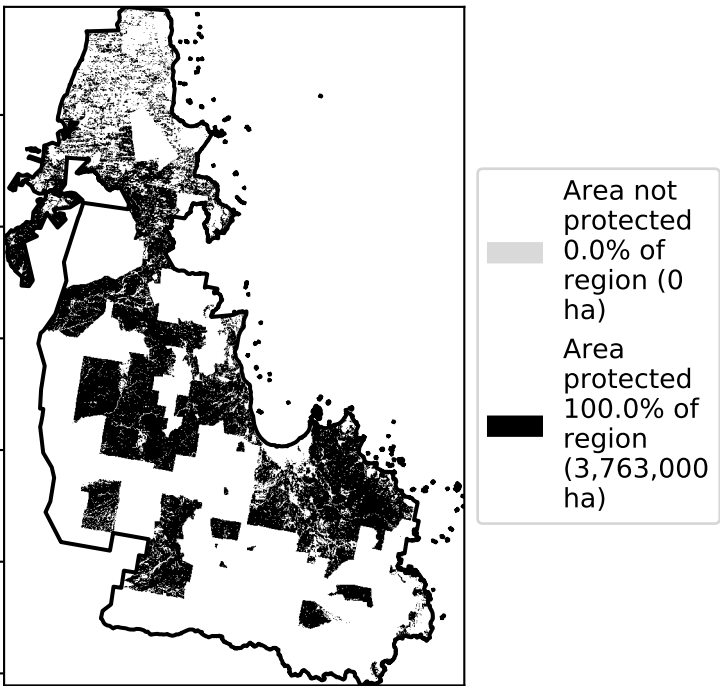 Area not
protected
0.0% of
region (0
ha)
Area
protected
100.0% of
region
(3,763,000
ha)